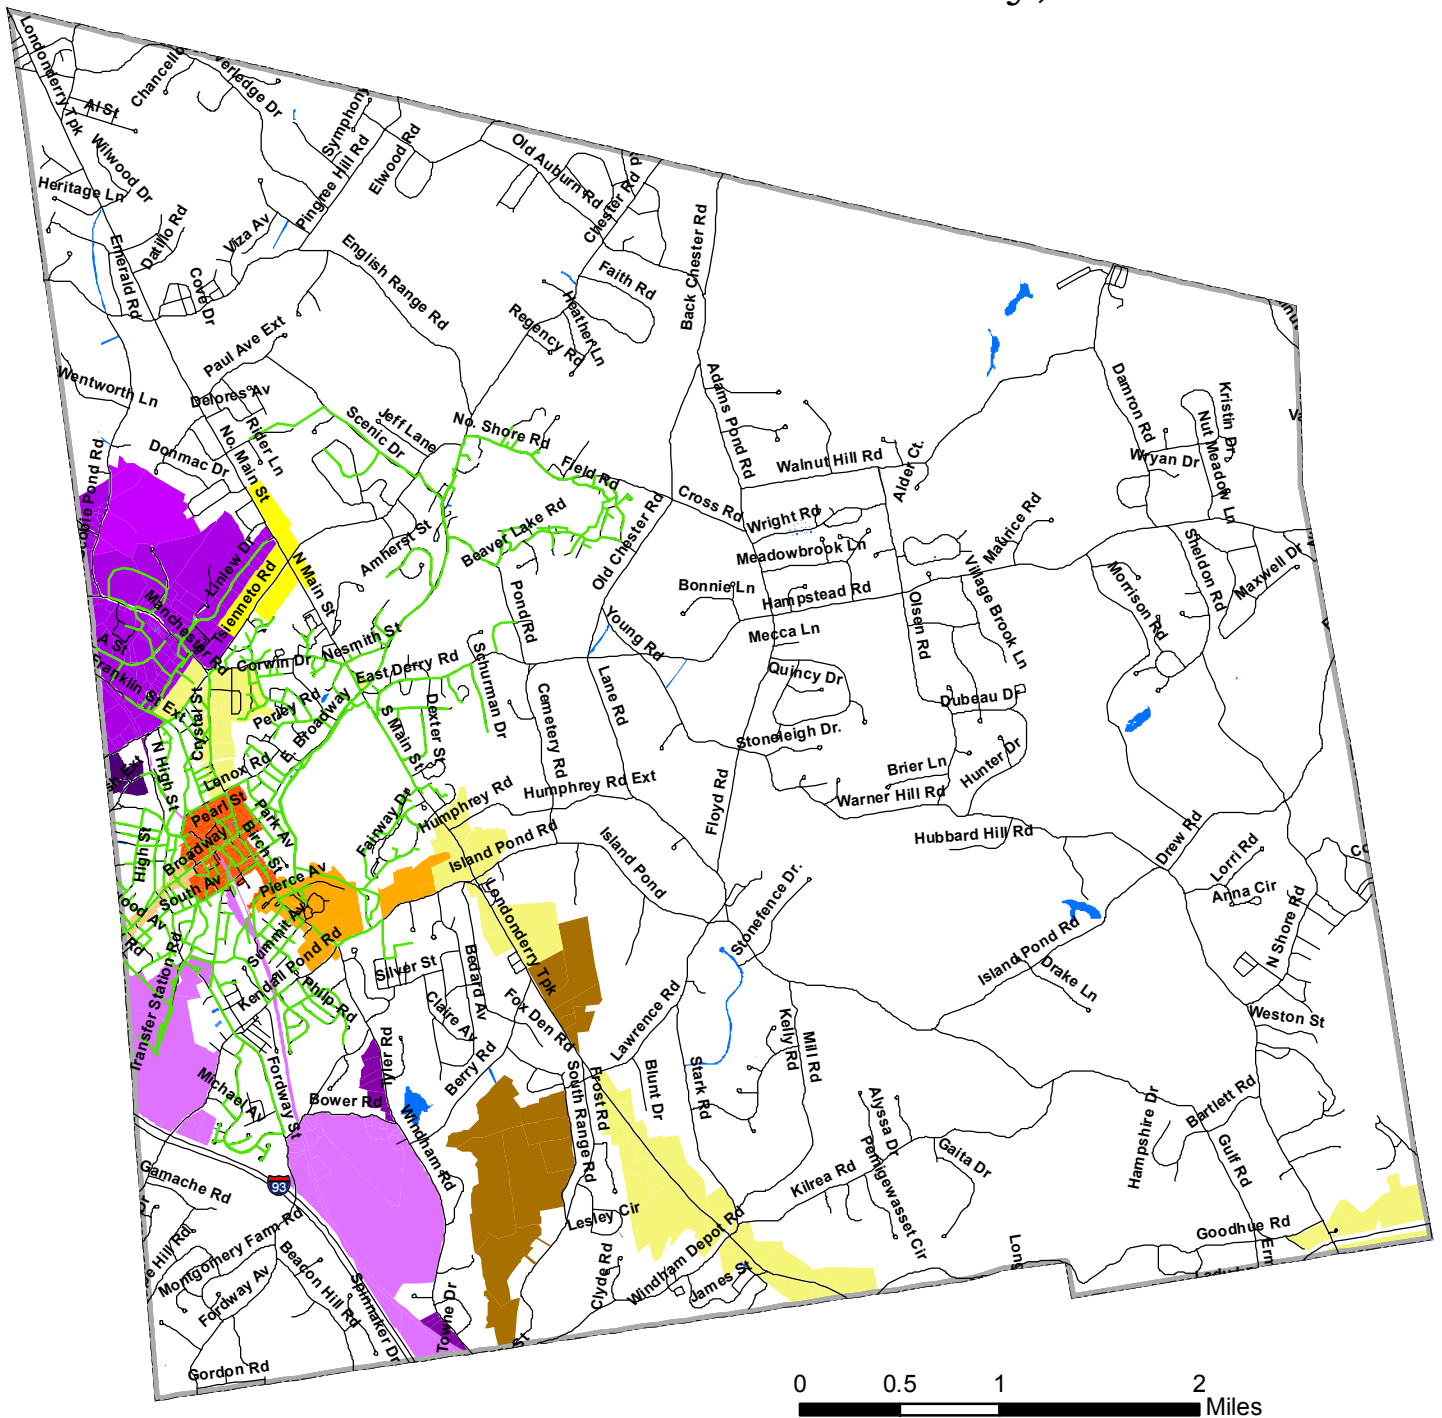 Londonderry Tpk
Chancello
verledge Dr
Al St
Symphony
Wilwood Dr
Pingree Hill Rd
Elwood Rd
Old Auburn Rd
Chester Rd
Heritage Ln
Datillo Rd
Viza Av
Emerald Rd
Cove Dr
English Range Rd
Faith Rd
Back Chester Rd
Heather Ln
Regency Rd
Paul Ave Ext
Wentworth Ln
Delores Av
Adams Pond Rd
Damron Rd
Kristin Dr
Nut Meadow Ln
Rider Ln
Scenic Dr
Jeff Lane
No. Shore Rd
No. Main St
Donmac Dr
Field Rd
Walnut Hill Rd
Alder Ct.
Wryan Dr
Cross Rd
Wright Rd
Beaver Lake Rd
Old Chester Rd
Amherst St
Meadowbrook Ln
Maurice Rd
Sheldon Rd
Maxwell Dr
Linlew Dr
Tsienneto Rd
N Main St
Bonnie Ln
Hampstead Rd
Village Brook Ln
Morrison Rd
Olsen Rd
Manchester Rd
Pond Rd
Young Rd
Mecca Ln
A St
Franklin St Ext
Corwin Dr
Nesmith St
East Derry Rd
Schurman Dr
Cemetery Rd
Lane Rd
Quincy Dr
Dubeau Dr
Crystal St
Perley Rd
E. Broadway
S Main St
Dexter St
Stoneleigh Dr.
N High St
Lenox Rd
Brier Ln
Hunter Dr
Humphrey Rd
Humphrey Rd Ext
Floyd Rd
Warner Hill Rd
Hubbard Hill Rd
Pearl St
Park Av
Birch St
Fairway Dr
Broadway
High St
Island Pond Rd
Island Pond
Drew Rd
Lorri Rd
Anna Cir
South Av
Pierce Av
Summit Av
Londonderry Tpk
Stonefence Dr.
N Shore Rd
Kendall Pond Rd
Silver St
Bedard Av
Island Pond Rd
Drake Ln
Transfer Station Rd
Philp Rd
Claire Av
Fox Den Rd
Lawrence Rd
Weston St
Kelly Rd
Mill Rd
Tyler Rd
Berry Rd
South Range Rd
Frost Rd
Blunt Dr
Stark Rd
Michael Av
Fordway St
Bower Rd
Windham Rd
Alyssa Dr
Hampshire Dr
Bartlett Rd
Pemigewasset Cir
Gaita Dr
Gulf Rd
Gamache Rd
93
Kilrea Rd
Lesley Cir
Goodhue Rd
Montgomery Farm Rd
Beacon Hill Rd
Windham Depot Rd
Clyde Rd
James St
Fordway Av
Spinnaker Dr
Towne Dr
Gordon Rd
0 0.5 1 2
Miles